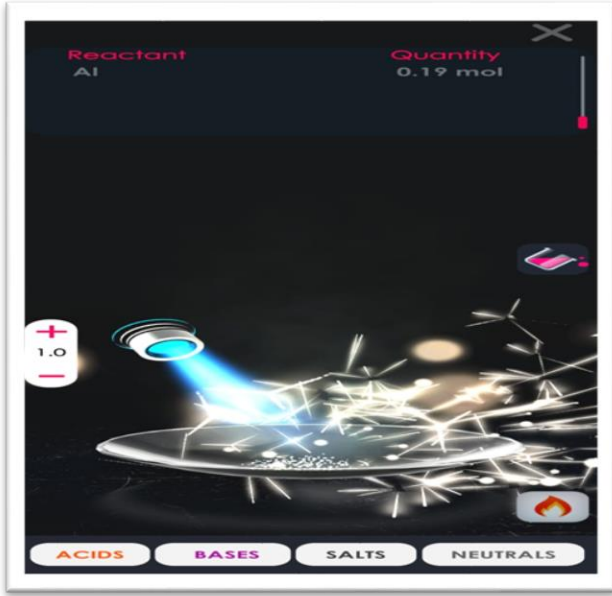 Reactant Quantity
Al 0.19 mol
+
1.0
−
ACIDS BASES SALTS NEUTRALS